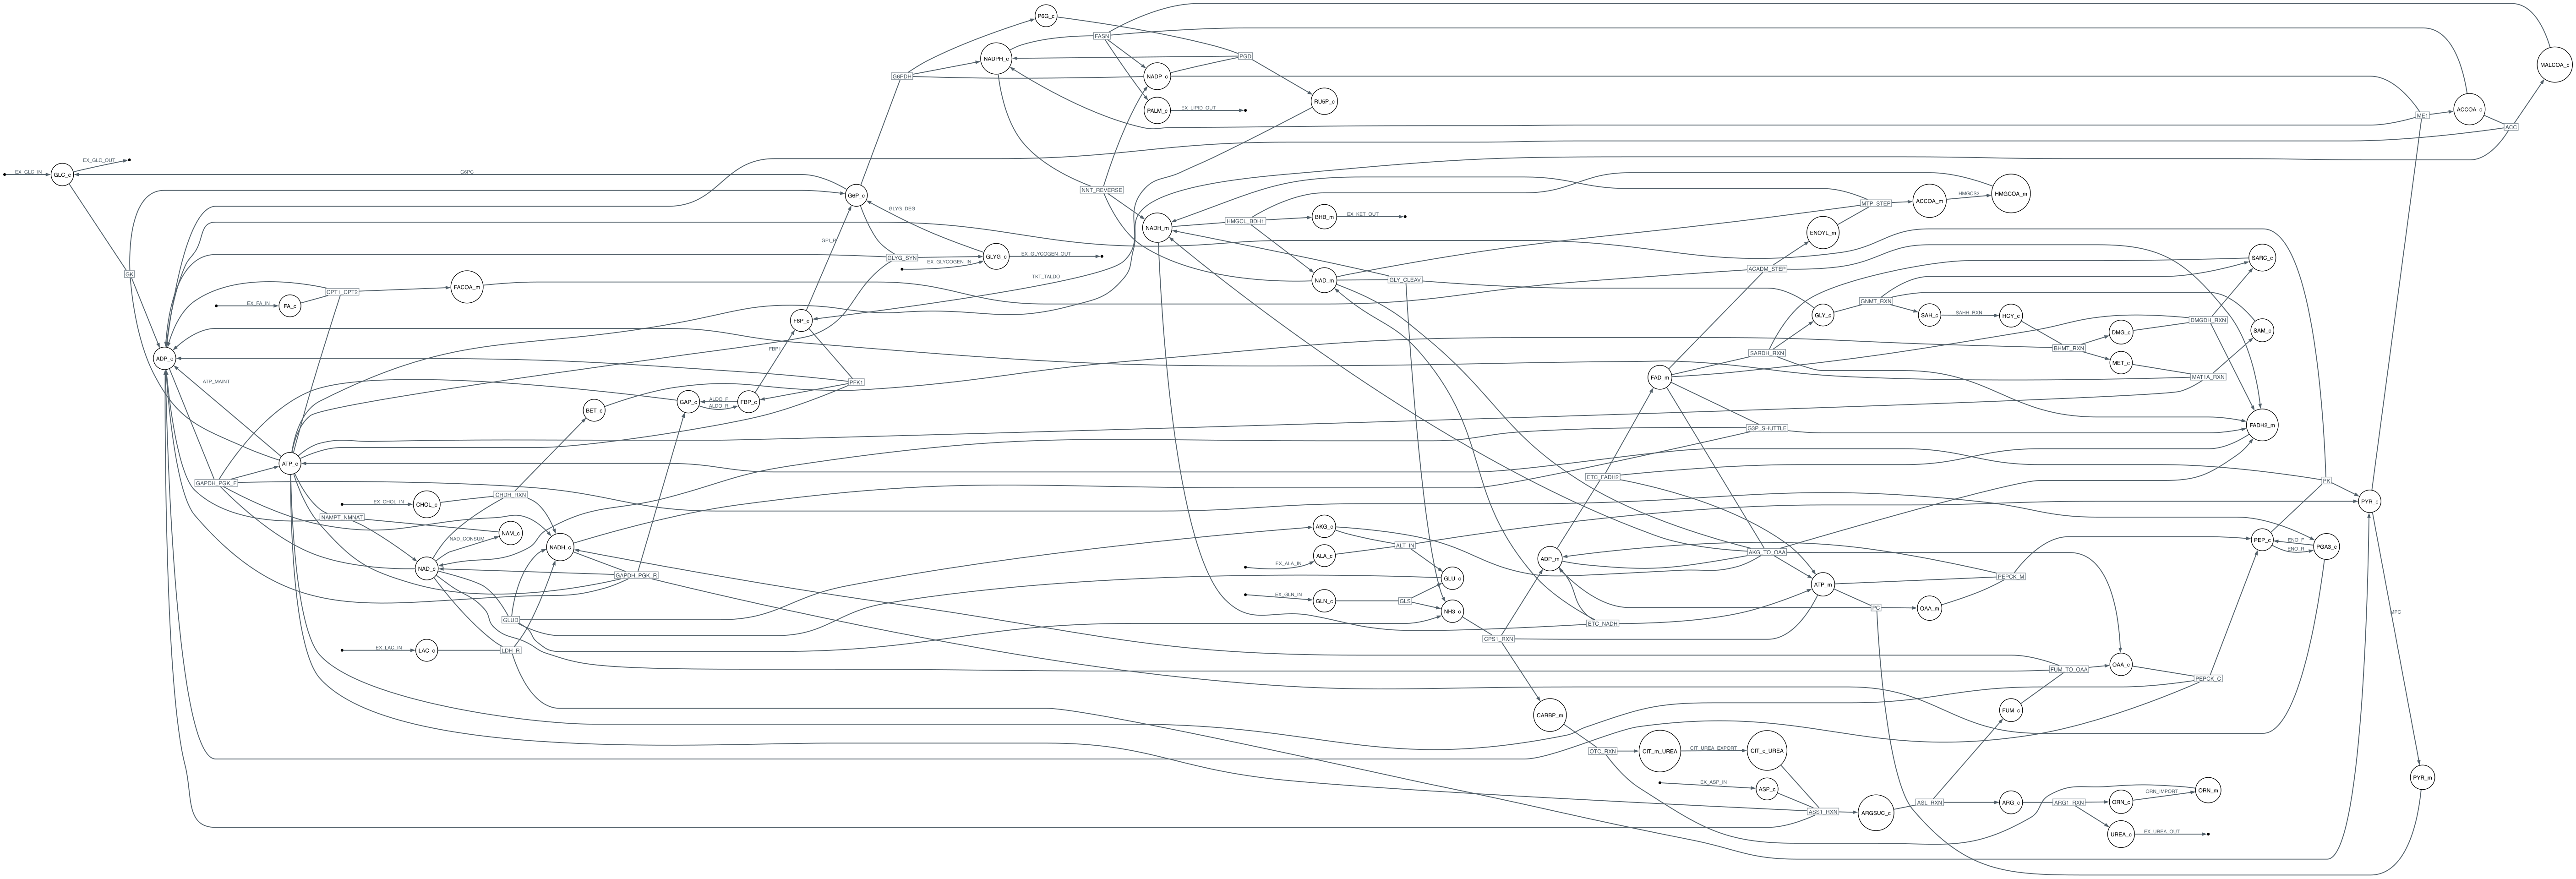 P6G_c
FASN
NADPH_c
PGD
MALCOA_c
G6PDH
NADP_c
RU5P_c
PALM_c
EX_LIPID_OUT
ACCOA_c
ME1
ACC
EX_GLC_OUT
EX_GLC_IN
GLC_c
G6PC
G6P_c
NNT_REVERSE
GLYG_DEG
NADH_m
HMGCL_BDH1
BHB_m
EX_KET_OUT
MTP_STEP
ACCOA_m
HMGCS2
HMGCOA_m
ENOYL_m
GPI_R
GLYG_SYN
GLYG_c
EX_GLYCOGEN_IN
EX_GLYCOGEN_OUT
SARC_c
GK
TKT_TALDO
NAD_m
GLY_CLEAV
ACADM_STEP
CPT1_CPT2
FACOA_m
EX_FA_IN
FA_c
GNMT_RXN
GLY_c
SAH_c
SAHH_RXN
HCY_c
F6P_c
DMGDH_RXN
DMG_c
SAM_c
ADP_c
FBP1
BHMT_RXN
SARDH_RXN
MET_c
ATP_MAINT
PFK1
FAD_m
MAT1A_RXN
BET_c
GAP_c
ALDO_F
ALDO_R
FBP_c
G3P_SHUTTLE
FADH2_m
ATP_c
GAPDH_PGK_F
ETC_FADH2
PK
CHDH_RXN
EX_CHOL_IN
CHOL_c
PYR_c
NAMPT_NMNAT
AKG_c
NAM_c
NAD_CONSUM
NADH_c
ALT_IN
ALA_c
EX_ALA_IN
ADP_m
AKG_TO_OAA
PEP_c
ENO_F
ENO_R
PGA3_c
NAD_c
GAPDH_PGK_R
GLU_c
ATP_m
PEPCK_M
EX_GLN_IN
GLN_c
GLS
NH3_c
PC
OAA_m
MPC
GLUD
ETC_NADH
CPS1_RXN
EX_LAC_IN
LAC_c
LDH_R
FUM_TO_OAA
OAA_c
PEPCK_C
CARBP_m
FUM_c
OTC_RXN
CIT_m_UREA
CIT_UREA_EXPORT
CIT_c_UREA
PYR_m
EX_ASP_IN
ASP_c
ORN_IMPORT
ORN_m
ASS1_RXN
ARGSUC_c
ASL_RXN
ARG_c
ARG1_RXN
ORN_c
UREA_c
EX_UREA_OUT